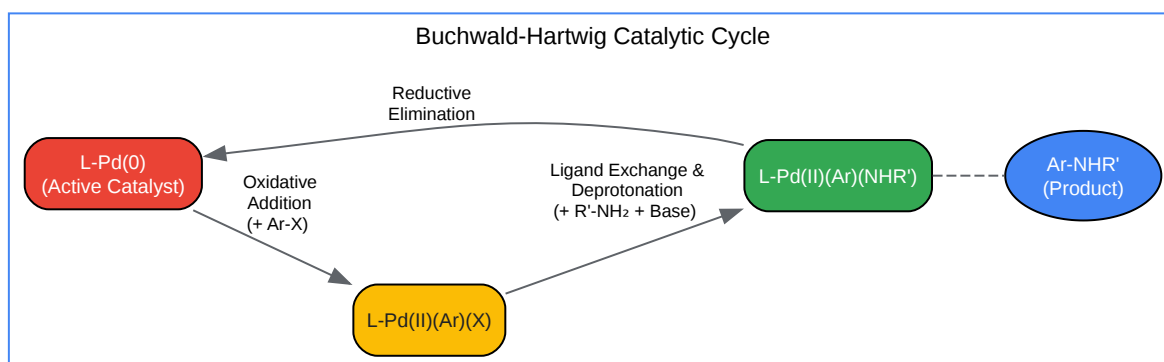 Buchwald-Hartwig Catalytic Cycle
Reductive
Elimination
L-Pd(0)
(Active Catalyst)
Oxidative
Addition
(+ Ar-X)
L-Pd(II)(Ar)(X)
Ligand Exchange &
Deprotonation
(+ R'-NH₂ + Base)
L-Pd(II)(Ar)(NHR')
Ar-NHR'
(Product)